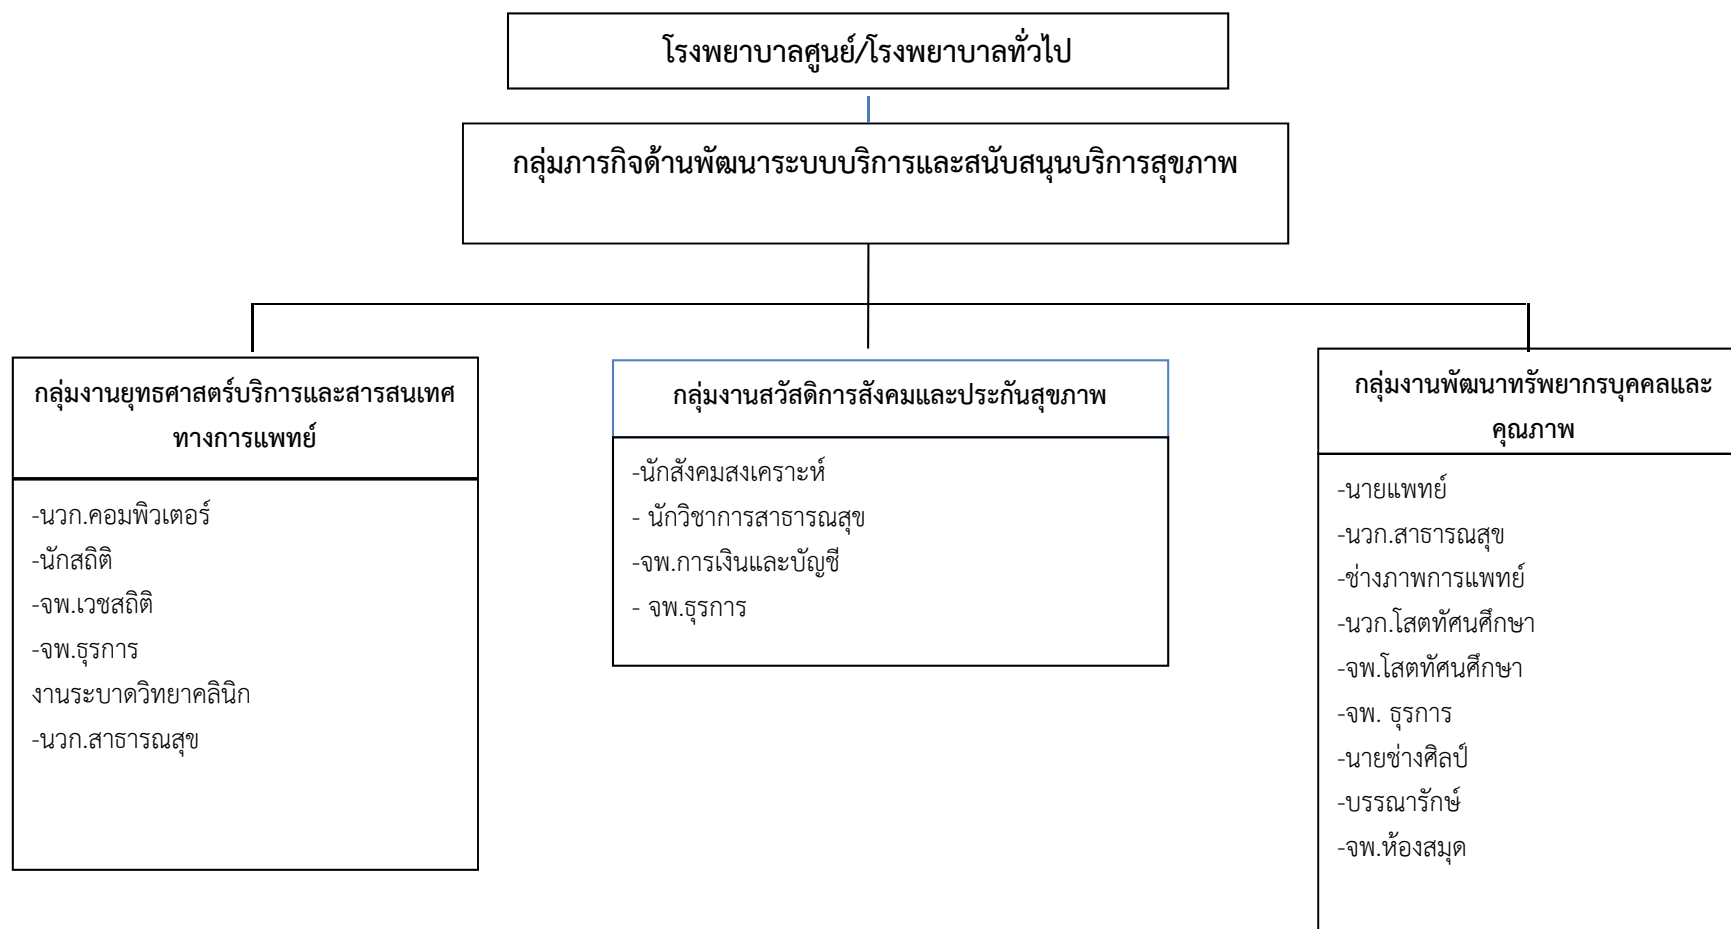 โรงพยาบาลศูนย์/โรงพยาบาลทั่วไป
กลุ่มภารกิจด้านพัฒนาระบบบริการและสนับสนุนบริการสุขภาพ
กลุ่มงานยุทธศาสตร์บริการและสารสนเทศ
ทางการแพทย์
-นวก.คอมพิวเตอร์
-นักสถิติ
-จพ.เวชสถิติ
-จพ.ธุรการ
งานระบาดวิทยาคลินิก
-นวก.สาธารณสุข
กลุ่มงานสวัสดิการสังคมและประกันสุขภาพ
-นักสังคมสงเคราะห์
- นักวิชาการสาธารณสุข
-จพ.การเงินและบัญชี
- จพ.ธุรการ
กลุ่มงานพัฒนาทรัพยากรบุคคลและ
คุณภาพ
-นายแพทย์
-นวก.สาธารณสุข
-ช่างภาพการแพทย์
-นวก.โสตทัศนศึกษา
-จพ.โสตทัศนศึกษา
-จพ. ธุรการ
-นายช่างศิลป์
-บรรณารักษ์
-จพ.ห้องสมุด